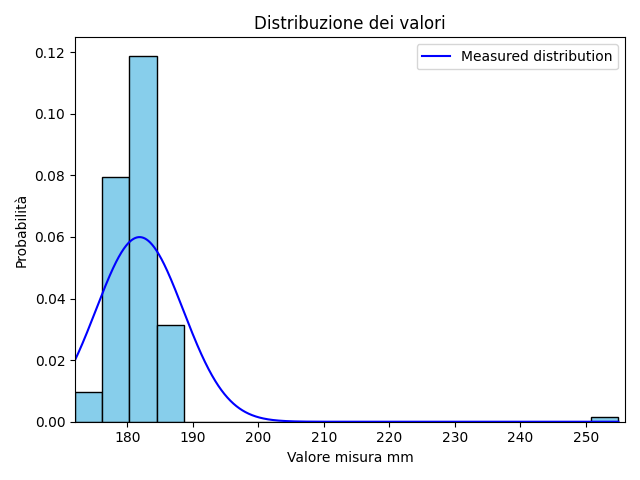 Distribuzione dei valori
Measured distribution
Probabilità
0.12
0.10
0.08
0.06
0.04
0.02
0.00
180 190 200 210 220 230 240 250
Valore misura mm